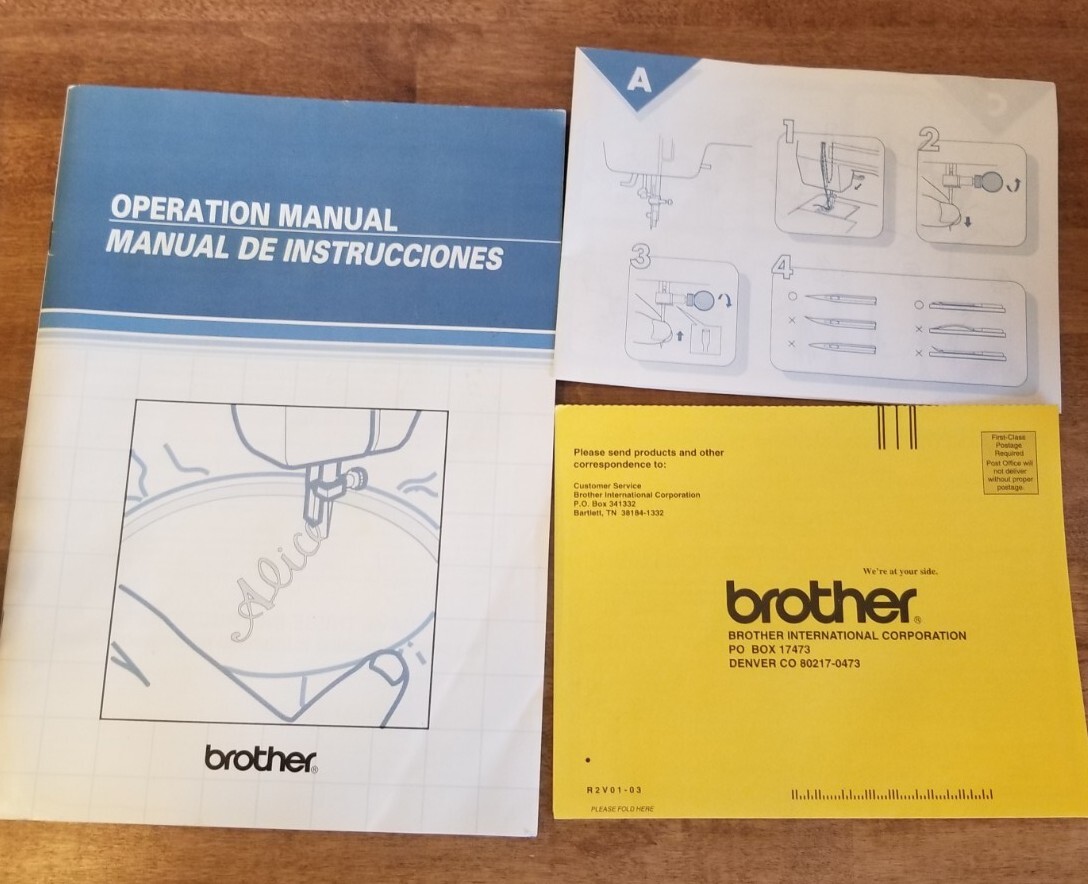 OPERATION MANUAL
MANUAL DE INSTRUCCIONES
Alice
brother®
A
C
1
2
3
4
Please send products and other
correspondence to:
Customer Service
Brother International Corporation
P.O. Box 341332
Bartlett, TN 38184-1332
First-Class
Postage
Required
Post Office will
not deliver
without proper
postage.
We're at your side.
brother®
BROTHER INTERNATIONAL CORPORATION
PO BOX 17473
DENVER CO 80217-0473
R2V01-03
PLEASE FOLD HERE